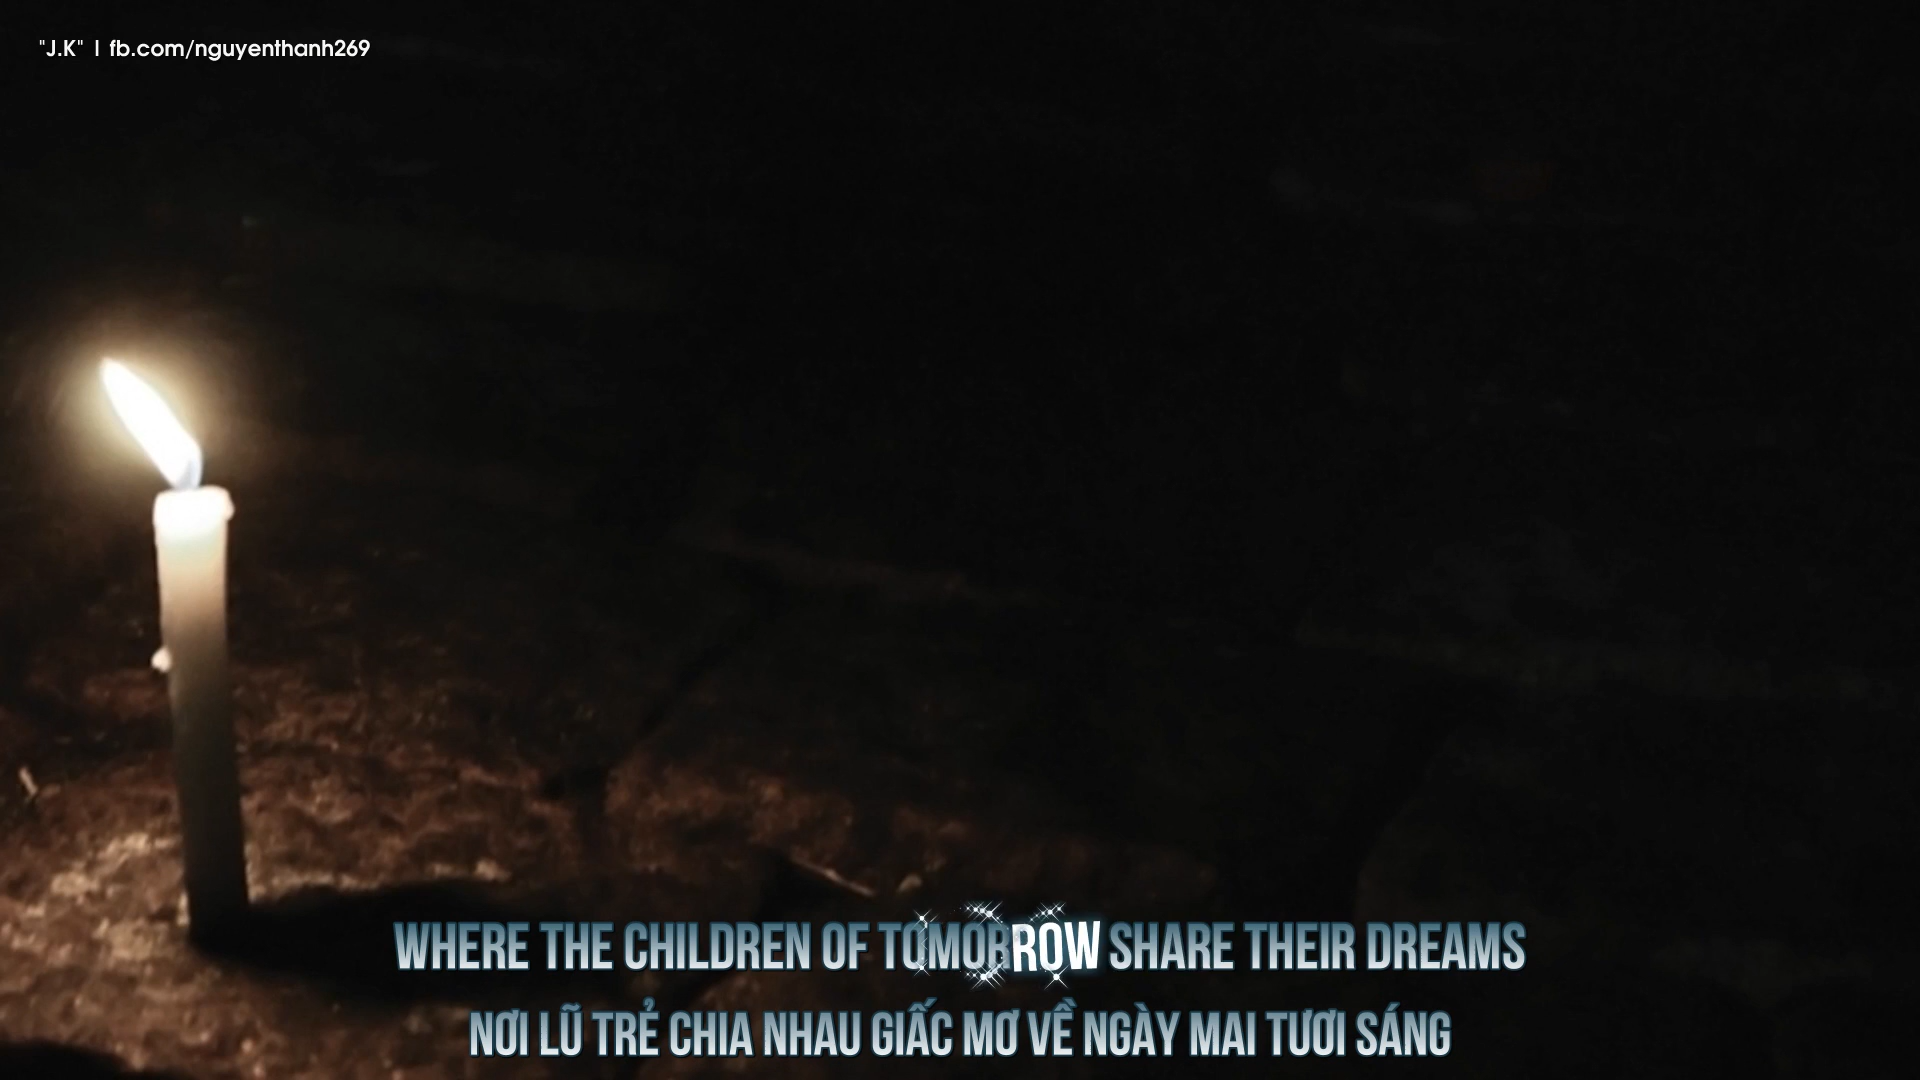 "J.K" | fb.com/nguyenthanh269
WHERE THE CHILDREN OF TOMORROW SHARE THEIR DREAMS
NƠI LŨ TRẺ CHIA NHAU GIẤC MƠ VỀ NGÀY MAI TƯƠI SÁNG